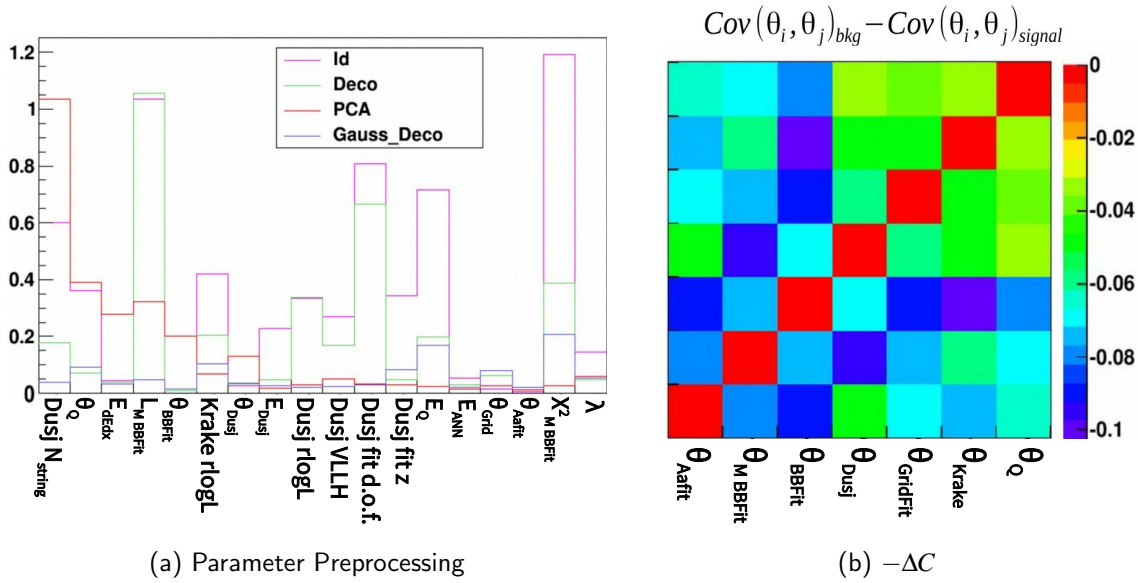 Cov(θi, θj)bkg − Cov(θi, θj)signal
1.2
1
0.8
0.6
0.4
0.2
0
Id
Deco
PCA
Gauss_Deco
Dusj Nstring
θQ
EdEdx
LM BBFit
θBBFit
Krake rlogL
θDusj
EDusj
Dusj rlogL
Dusj VLLH
Dusj fit d.o.f.
Dusj fit z
EQ
EANN
θGrid
θAafit
Χ²M BBFit
λ
(a) Parameter Preprocessing
0
-0.02
-0.04
-0.06
-0.08
-0.1
θAafit
θM BBFit
θBBFit
θDusj
θGridFit
θKrake
θQ
(b) −ΔC